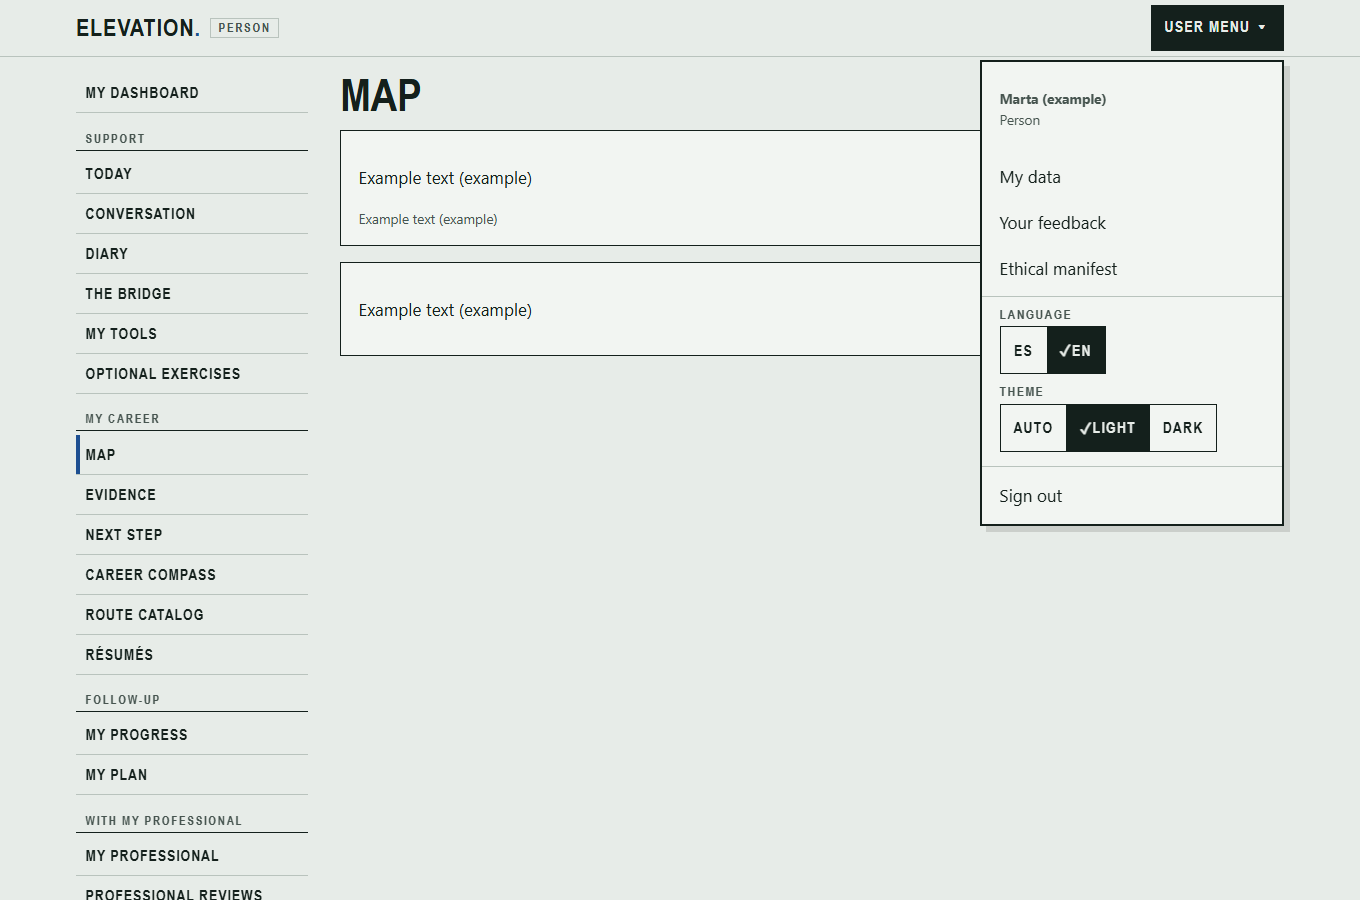 ELEVATION. PERSON
USER MENU
MY DASHBOARD
SUPPORT
TODAY
CONVERSATION
DIARY
THE BRIDGE
MY TOOLS
OPTIONAL EXERCISES
MY CAREER
MAP
EVIDENCE
NEXT STEP
CAREER COMPASS
ROUTE CATALOG
RÉSUMÉS
FOLLOW-UP
MY PROGRESS
MY PLAN
WITH MY PROFESSIONAL
MY PROFESSIONAL
PROFESSIONAL REVIEWS
MAP
Example text (example)
Example text (example)
Example text (example)
Marta (example)
Person
My data
Your feedback
Ethical manifest
LANGUAGE
ES ✓EN
THEME
AUTO ✓LIGHT DARK
Sign out